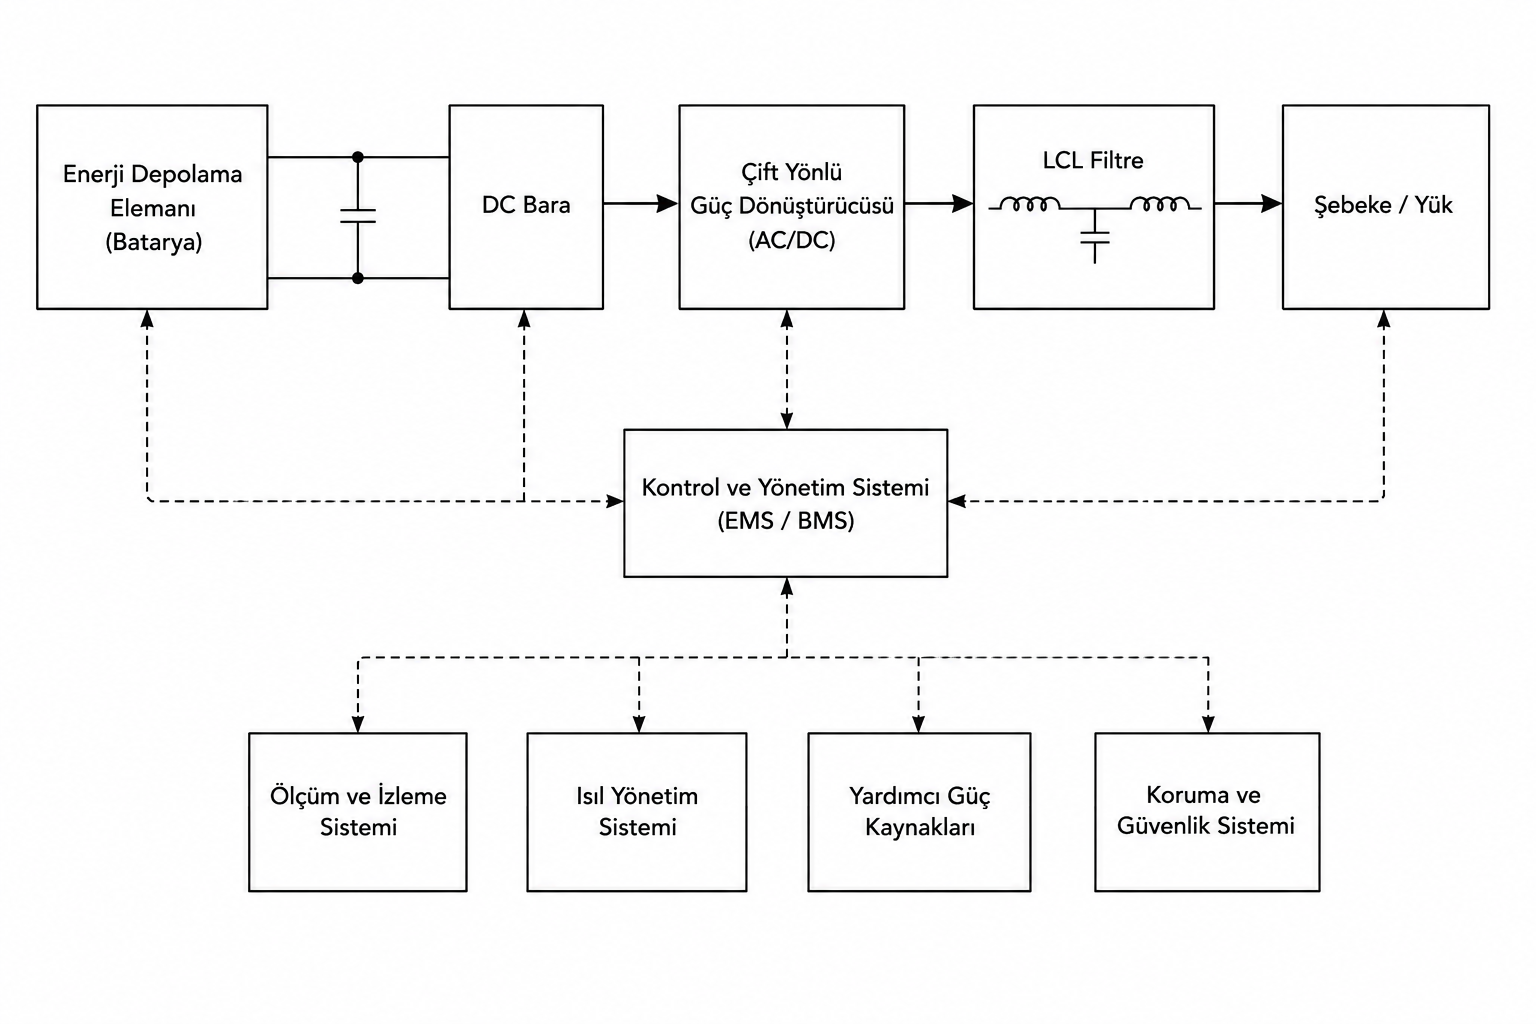 Enerji Depolama
Elemanı
(Batarya)
DC Bara
Çift Yönlü
Güç Dönüştürücüsü
(AC/DC)
LCL Filtre
Şebeke / Yük
Kontrol ve Yönetim Sistemi
(EMS / BMS)
Ölçüm ve İzleme
Sistemi
Isıl Yönetim
Sistemi
Yardımcı Güç
Kaynakları
Koruma ve
Güvenlik Sistemi